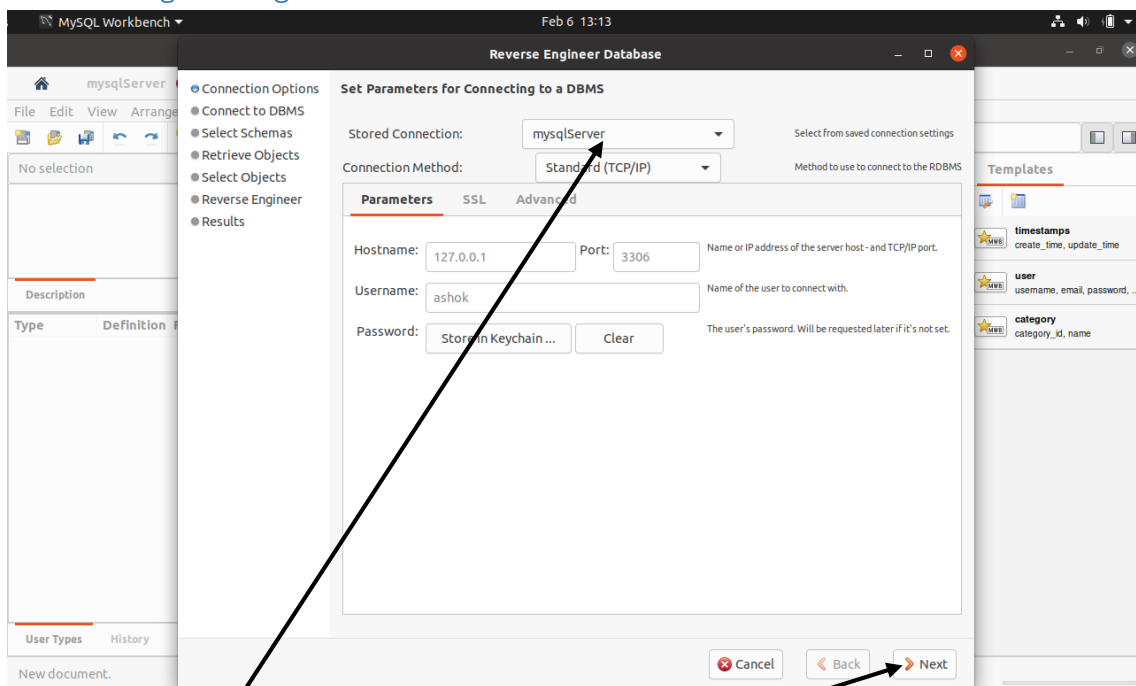 MySQL Workbench
Feb 6 13:13
Reverse Engineer Database
mysqlServer
File Edit View Arrange
No selection
Description
Type Definition
User Types History
New document.
Connection Options
Connect to DBMS
Select Schemas
Retrieve Objects
Select Objects
Reverse Engineer
Results
Set Parameters for Connecting to a DBMS
Stored Connection: mysqlServer Select from saved connection settings
Connection Method: Standard (TCP/IP) Method to use to connect to the RDBMS
Parameters SSL Advanced
Hostname: 127.0.0.1 Port: 3306 Name or IP address of the server host - and TCP/IP port.
Username: ashok Name of the user to connect with.
Password: Store in Keychain ... Clear The user's password. Will be requested later if it's not set.
Cancel Back Next
Templates
timestamps
create_time, update_time
user
username, email, password, ..
category
category_id, name